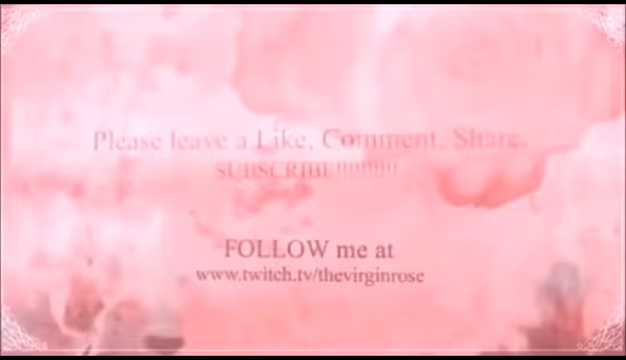 Please leave a Like, Comment, Share.
SUBSCRIBE!!!!!!!!!!
FOLLOW me at
www.twitch.tv/thevirginrose